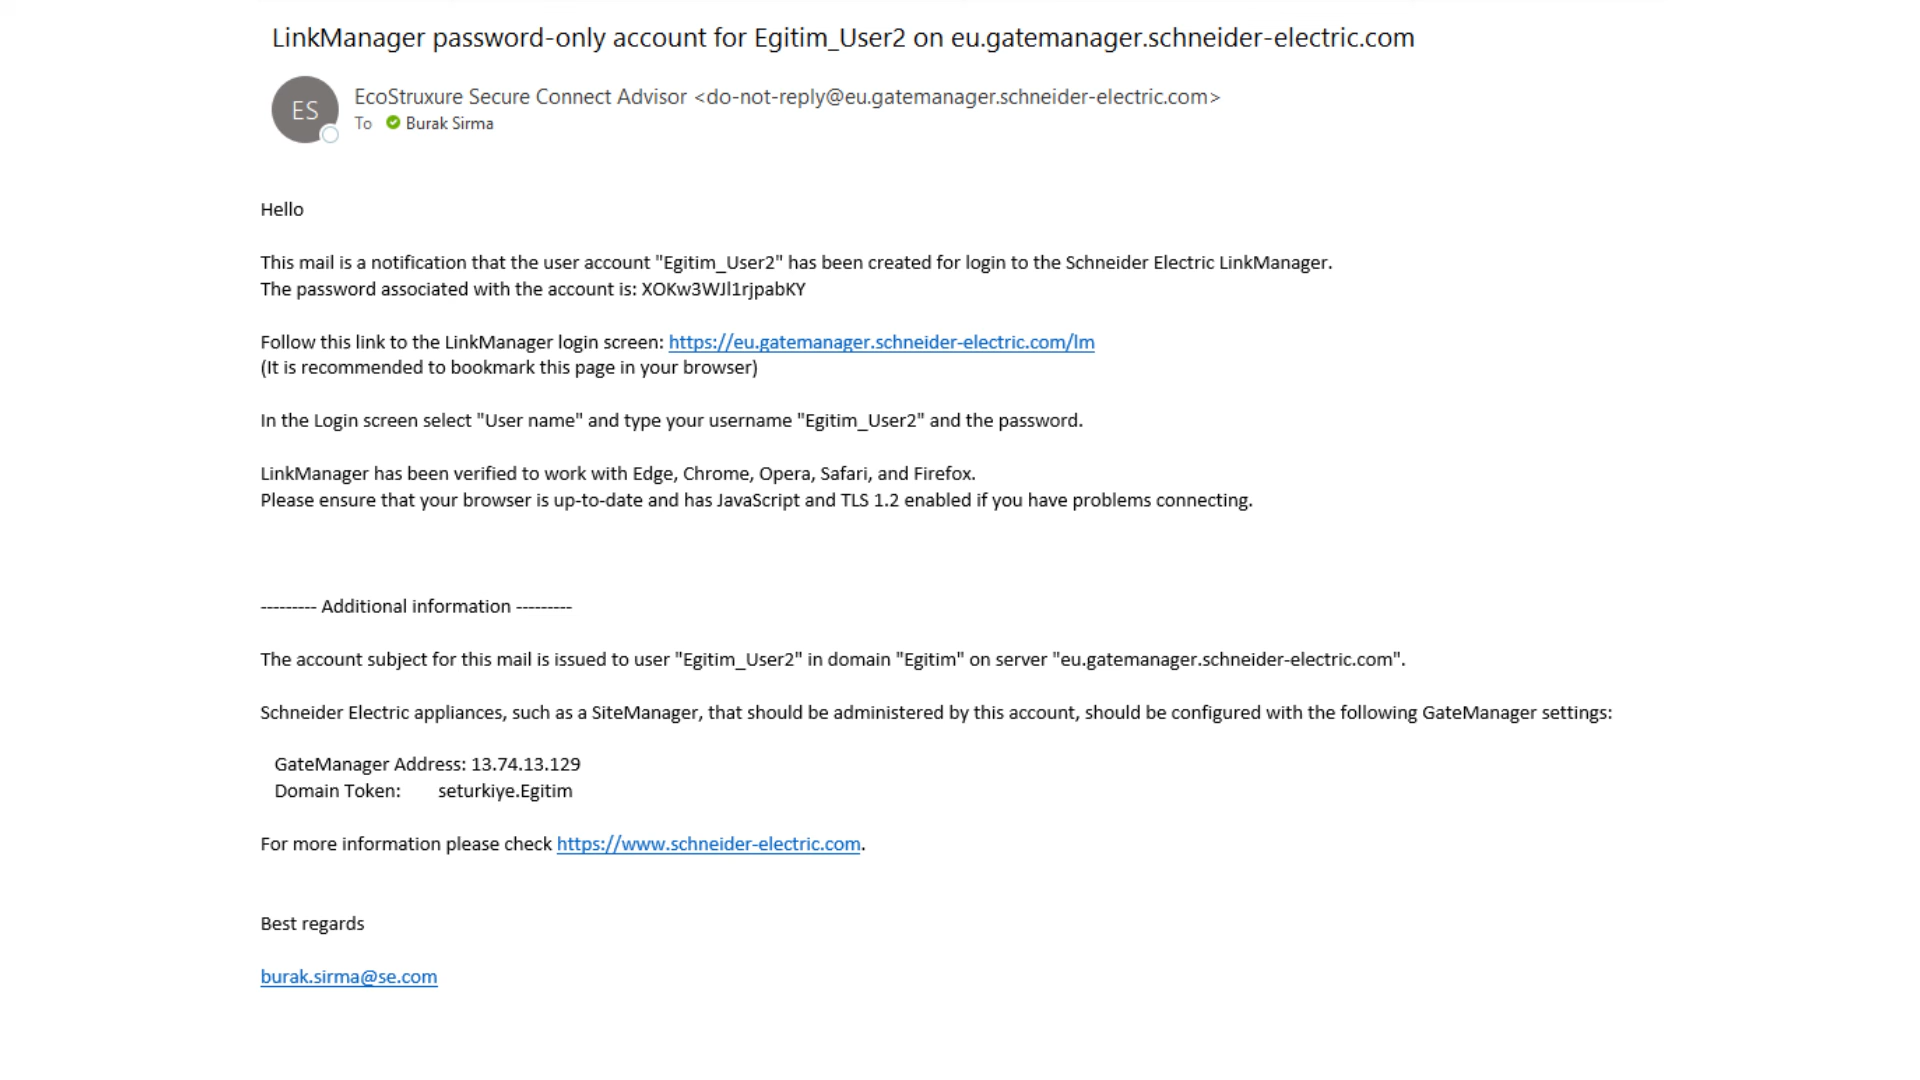 LinkManager password-only account for Egitim_User2 on eu.gatemanager.schneider-electric.com
ES
EcoStruxure Secure Connect Advisor <do-not-reply@eu.gatemanager.schneider-electric.com>
To Burak Sirma
Hello
This mail is a notification that the user account "Egitim_User2" has been created for login to the Schneider Electric LinkManager.
The password associated with the account is: XOKw3WJl1rjpabKY
Follow this link to the LinkManager login screen: https://eu.gatemanager.schneider-electric.com/lm
(It is recommended to bookmark this page in your browser)
In the Login screen select "User name" and type your username "Egitim_User2" and the password.
LinkManager has been verified to work with Edge, Chrome, Opera, Safari, and Firefox.
Please ensure that your browser is up-to-date and has JavaScript and TLS 1.2 enabled if you have problems connecting.
--------- Additional information ---------
The account subject for this mail is issued to user "Egitim_User2" in domain "Egitim" on server "eu.gatemanager.schneider-electric.com".
Schneider Electric appliances, such as a SiteManager, that should be administered by this account, should be configured with the following GateManager settings:
GateManager Address: 13.74.13.129
Domain Token: seturkiye.Egitim
For more information please check https://www.schneider-electric.com.
Best regards
burak.sirma@se.com